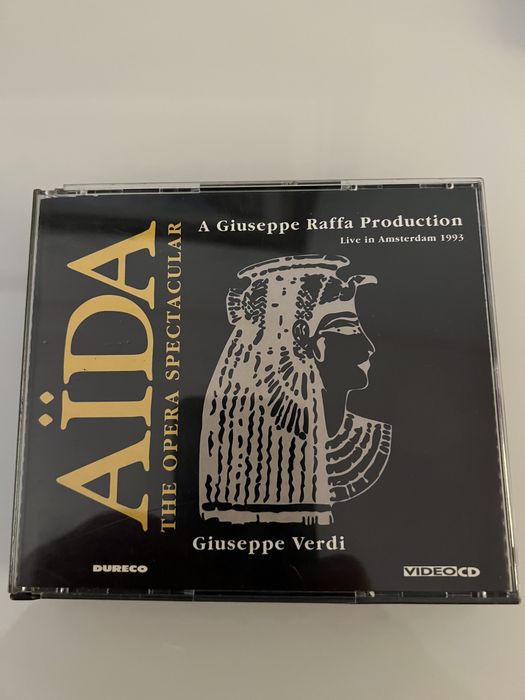 AÏDA
THE OPERA SPECTACULAR
A Giuseppe Raffa Production
Live in Amsterdam 1993
Giuseppe Verdi
DURECO
VIDEO CD